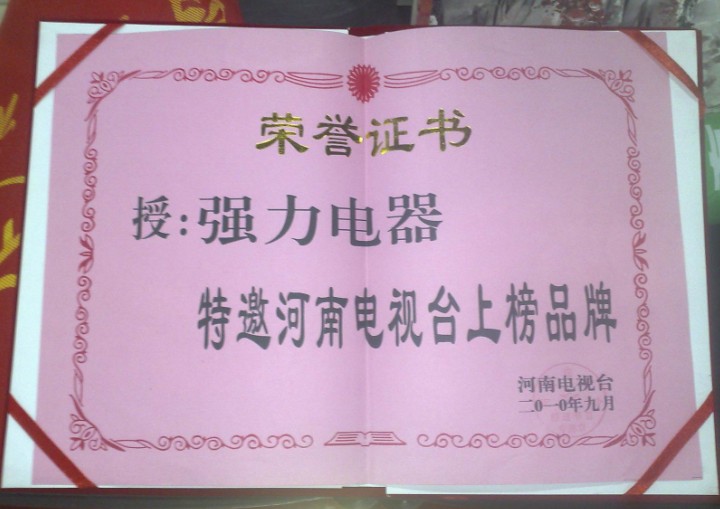 荣誉证书
授:强力电器
特邀河南电视台上榜品牌
河南电视台
二0一0年九月